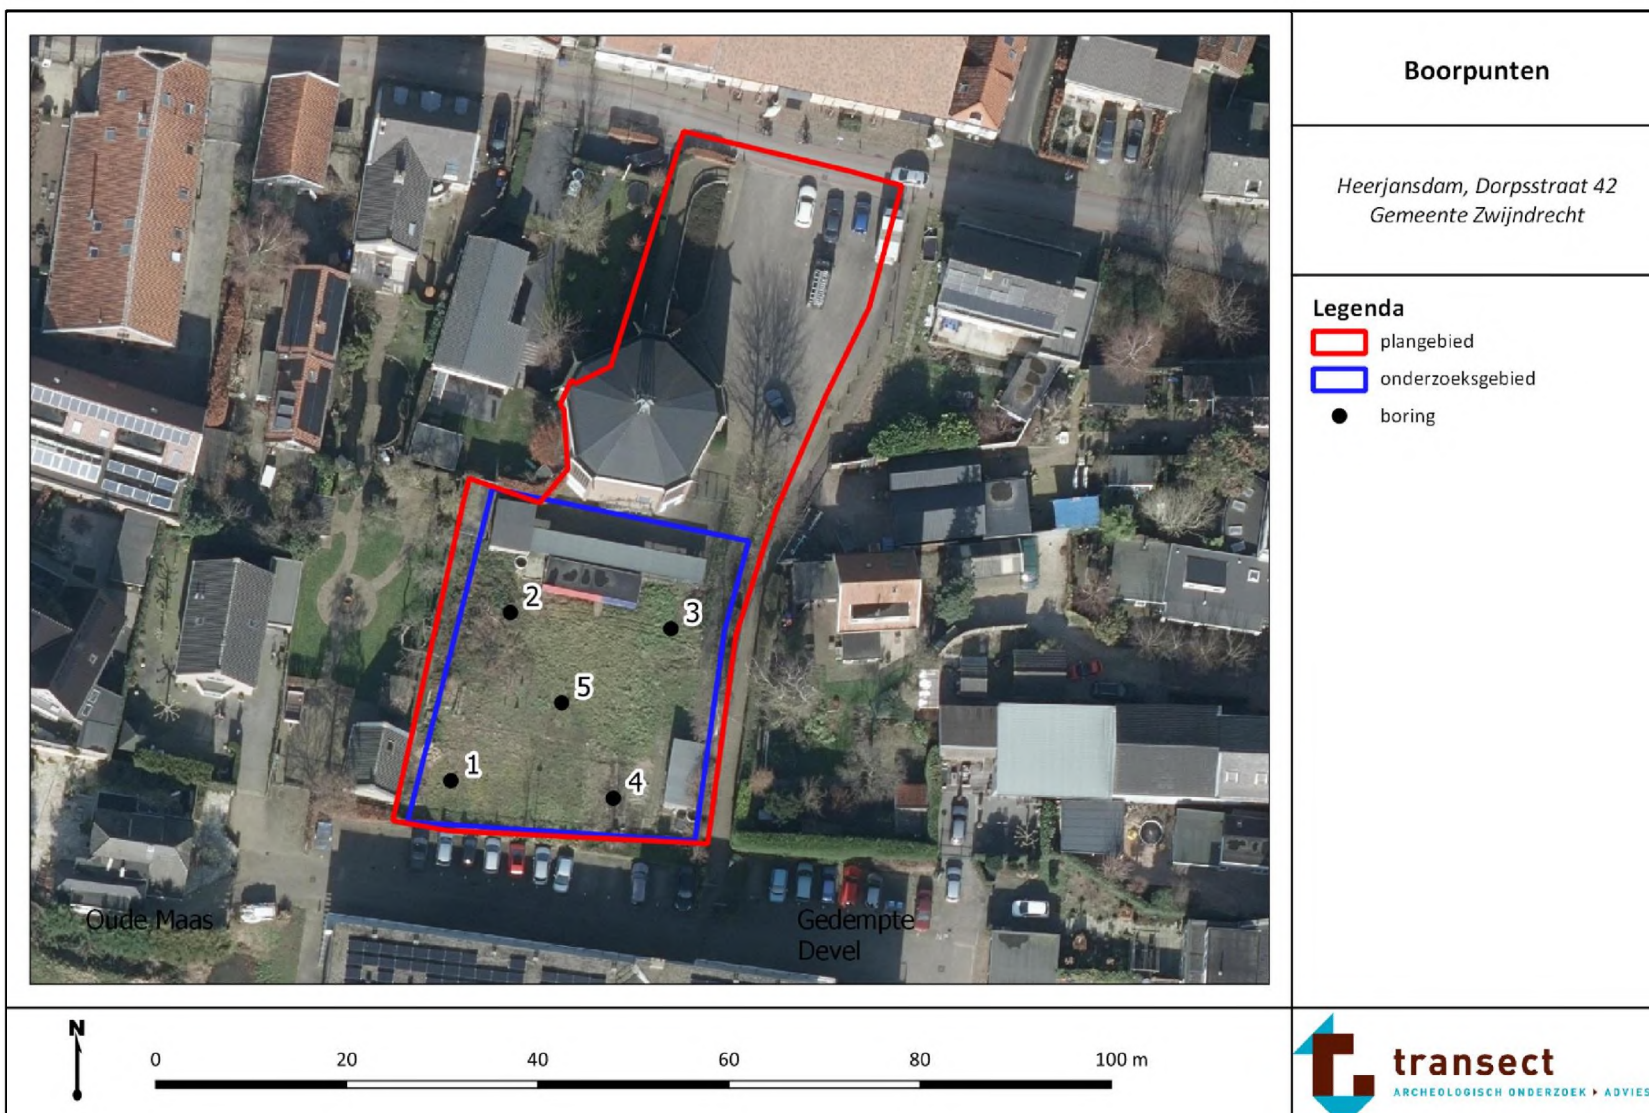 Boorpunten
Heerjansdam, Dorpsstraat 42
Gemeente Zwijndrecht
Legenda
plangebied
onderzoeksgebied
boring
2
3
5
1
4
Oude Maas
Gedempte
Devel
N
0 20 40 60 80 100 m
transect
ARCHEOLOGISCH ONDERZOEK ▸ ADVIES